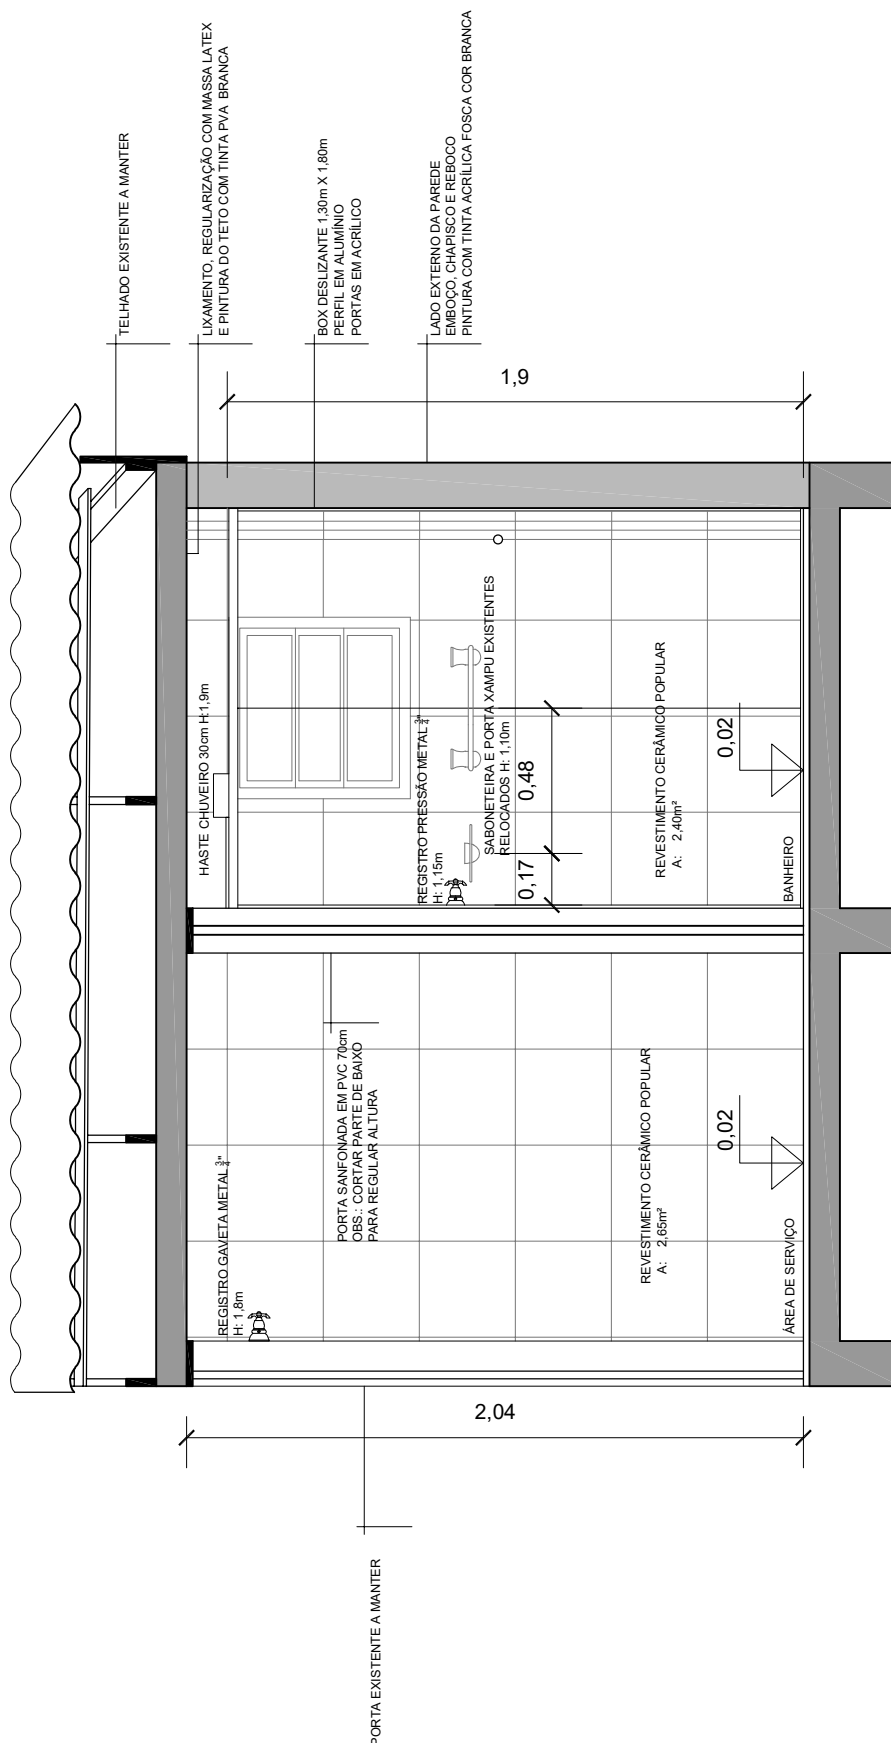 TELHADO EXISTENTE A MANTER
LIXAMENTO, REGULARIZAÇÃO COM MASSA LATEX
E PINTURA DO TETO COM TINTA PVA BRANCA
BOX DESLIZANTE 1,30m X 1,80m
PERFIL EM ALUMÍNIO
PORTAS EM ACRÍLICO
LADO EXTERNO DA PAREDE
EMBOÇO, CHAPISCO E REBOCO
PINTURA COM TINTA ACRÍLICA FOSCA COR BRANCA
1,9
HASTE CHUVEIRO 30cm H:1,9m
REGISTRO PRESSÃO METAL ¾"
H: 1,15m
SABONETEIRA E PORTA XAMPU EXISTENTES
RELOCADOS H: 1,10m
0,48
0,17
REVESTIMENTO CERÂMICO POPULAR
A: 2,40m²
0,02
BANHEIRO
REGISTRO GAVETA METAL ¾"
H: 1,8m
PORTA SANFONADA EM PVC 70cm
OBS.: CORTAR PARTE DE BAIXO
PARA REGULAR ALTURA
REVESTIMENTO CERÂMICO POPULAR
A: 2,65m²
0,02
ÁREA DE SERVIÇO
2,04
PORTA EXISTENTE A MANTER